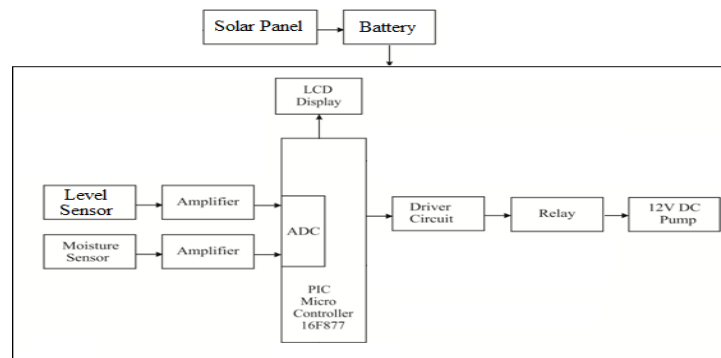 Solar Panel
Battery
LCD
Display
Level
Sensor
Amplifier
ADC
Driver
Circuit
Relay
12V DC
Pump
Moisture
Sensor
Amplifier
PIC
Micro
Controller
16F877